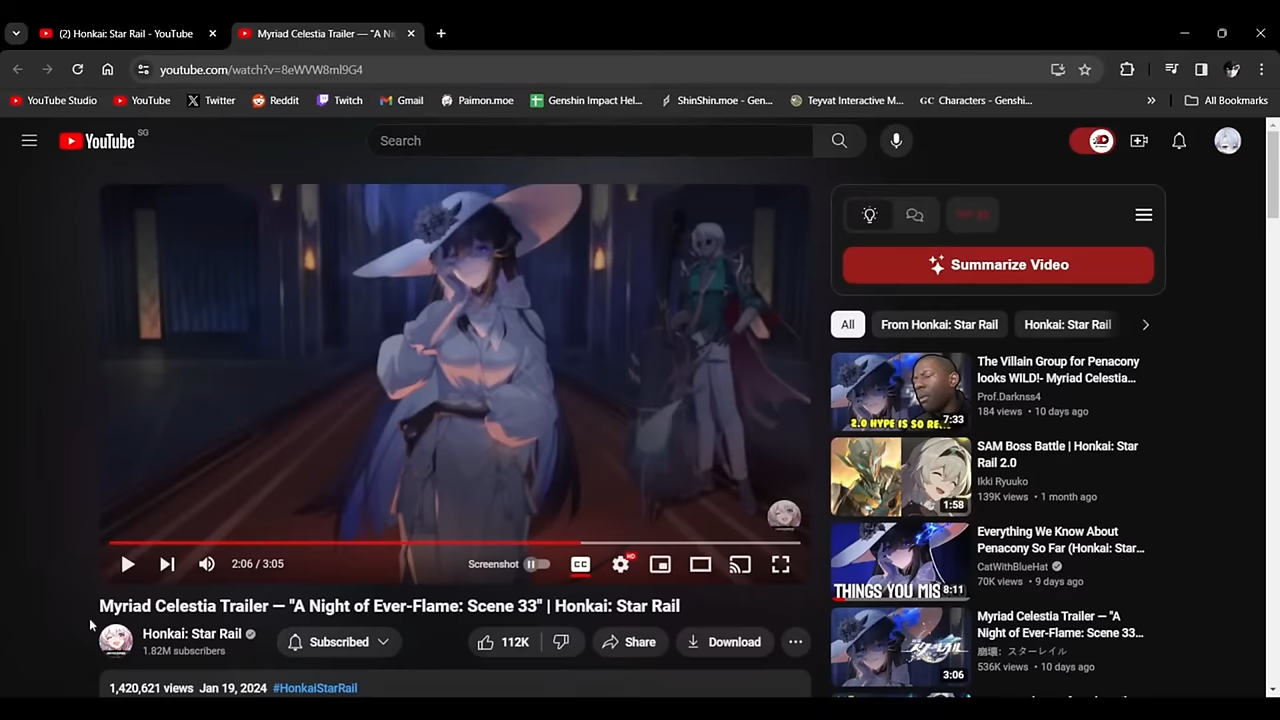 (2) Honkai: Star Rail - YouTube
Myriad Celestia Trailer — "A Ni
youtube.com/watch?v=8eWVW8ml9G4
YouTube Studio
YouTube
Twitter
Reddit
Twitch
Gmail
Paimon.moe
Genshin Impact Hel...
ShinShin.moe - Gen...
Teyvat Interactive M...
GC Characters - Genshi...
All Bookmarks
YouTube SG
Search
Summarize Video
All
From Honkai: Star Rail
Honkai: Star Rail
The Villain Group for Penacony
looks WILD!- Myriad Celestia...
Prof.Darknss4
184 views • 10 days ago
7:33
SAM Boss Battle | Honkai: Star
Rail 2.0
Ikki Ryuuko
139K views • 1 month ago
1:58
Everything We Know About
Penacony So Far (Honkai: Star...
CatWithBlueHat
70K views • 9 days ago
THINGS YOU MIS
8:11
Myriad Celestia Trailer — "A
Night of Ever-Flame: Scene 33...
崩壊：スターレイル
536K views • 10 days ago
3:06
2:06 / 3:05
Screenshot
CC
HD
Myriad Celestia Trailer — "A Night of Ever-Flame: Scene 33" | Honkai: Star Rail
Honkai: Star Rail
1.82M subscribers
Subscribed
112K
Share
Download
1,420,621 views Jan 19, 2024 #HonkaiStarRail